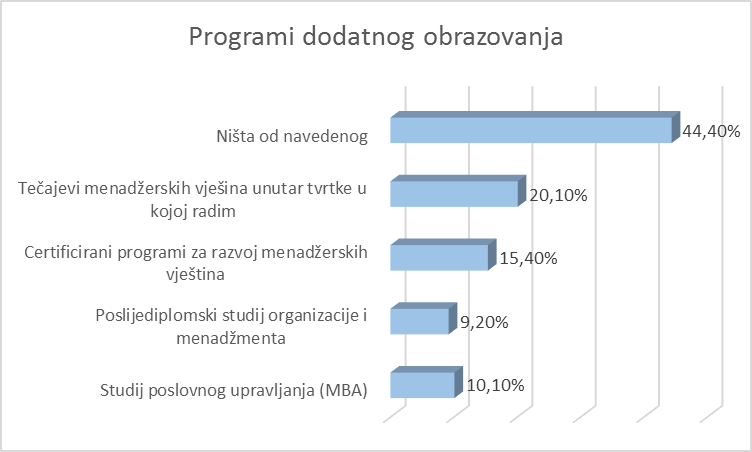 Programi dodatnog obrazovanja
Ništa od navedenog
44,40%
Tečajevi menadžerskih vješina unutar tvrtke u
kojoj radim
20,10%
Certificirani programi za razvoj menadžerskih
vještina
15,40%
Poslijediplomski studij organizacije i
menadžmenta
9,20%
Studij poslovnog upravljanja (MBA)
10,10%